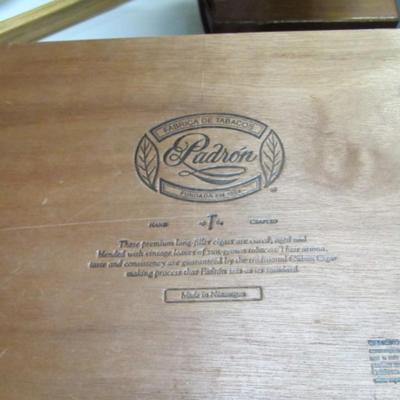 FABRICA DE TABACOS
Padrón
FUNDADA EN 1964
HAND CRAFTED
These premium long-filler cigars are cured, aged and
blended with vintage leaves of sun-grown tobacco. Their aroma,
taste and consistency are guaranteed by the traditional Cuban Cigar
making process that Padrón uses as its standard.
Made in Nicaragua